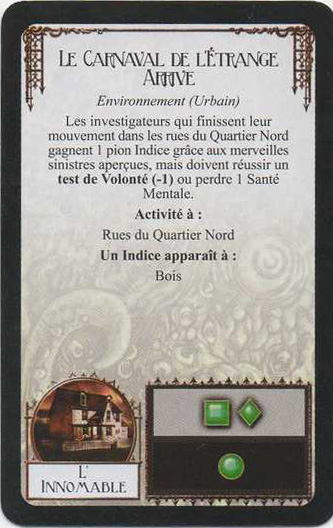 Le Carnaval de l'Étrange
Arrive
Environnement (Urbain)
Les investigateurs qui finissent leur
mouvement dans les rues du Quartier Nord
gagnent 1 pion Indice grâce aux merveilles
sinistres aperçues, mais doivent réussir un
test de Volonté (-1) ou perdre 1 Santé
Mentale.
Activité à :
Rues du Quartier Nord
Un Indice apparaît à :
Bois
L'
Innomable